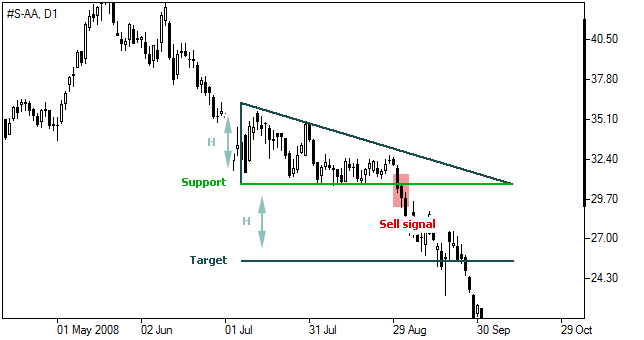 #S-AA, D1
40.50
37.80
35.10
H
32.40
Support
29.70
H
Sell signal
27.00
Target
24.30
01 May 2008 02 Jun 01 Jul 31 Jul 29 Aug 30 Sep 29 Oct